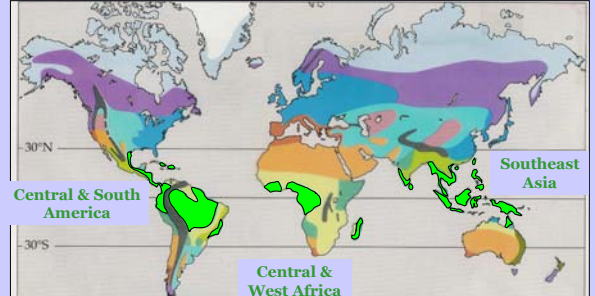 30°N
Southeast
Asia
Central & South
America
30°S
Central &
West Africa